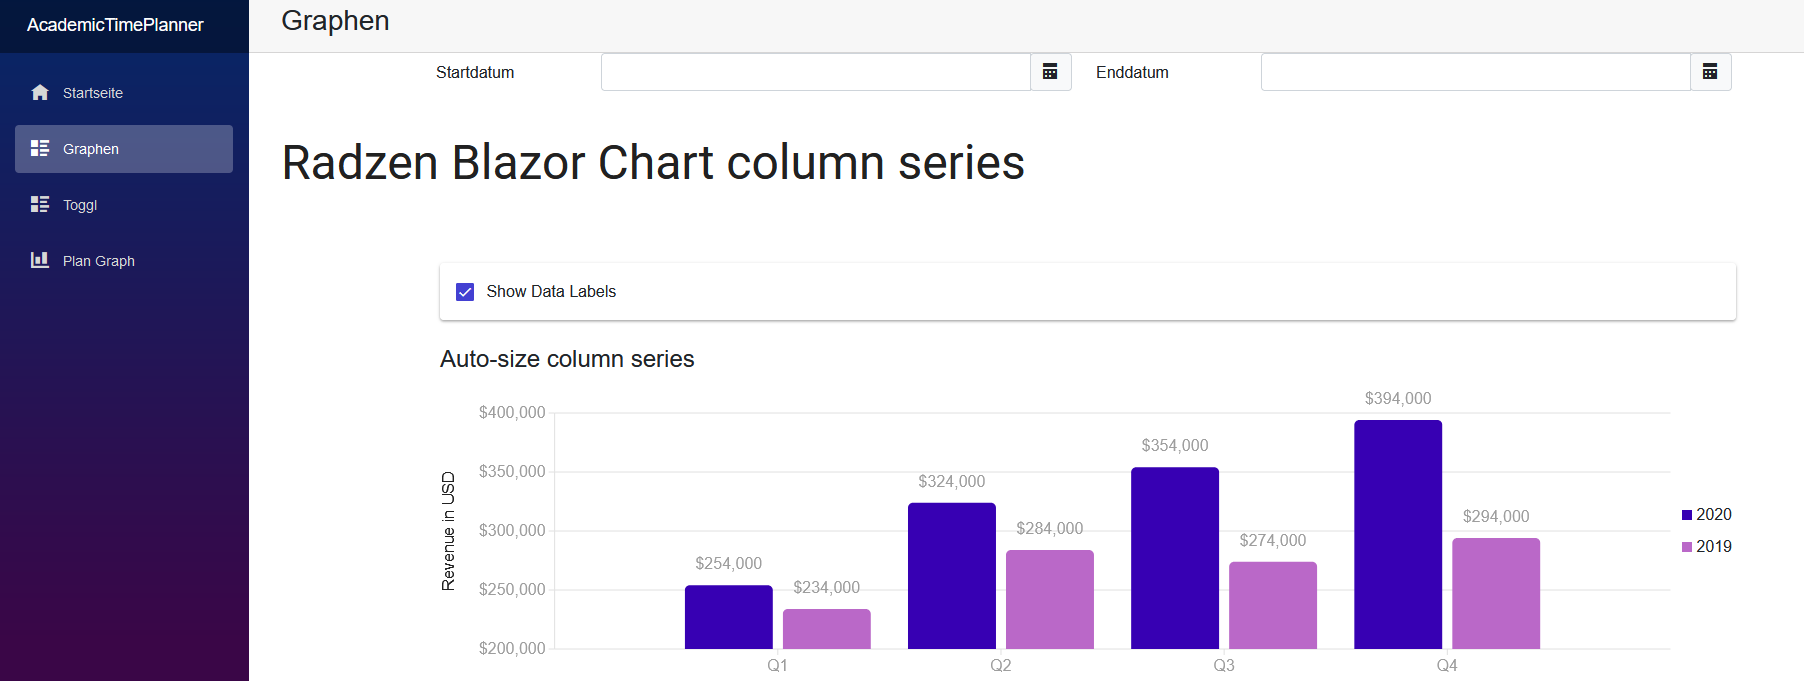 AcademicTimePlanner
Graphen
Startseite
Graphen
Toggl
Plan Graph
Startdatum
Enddatum
Radzen Blazor Chart column series
Show Data Labels
Auto-size column series
Revenue in USD
$400,000
$350,000
$300,000
$250,000
$200,000
$254,000
$234,000
$324,000
$284,000
$354,000
$274,000
$394,000
$294,000
Q1
Q2
Q3
Q4
2020
2019